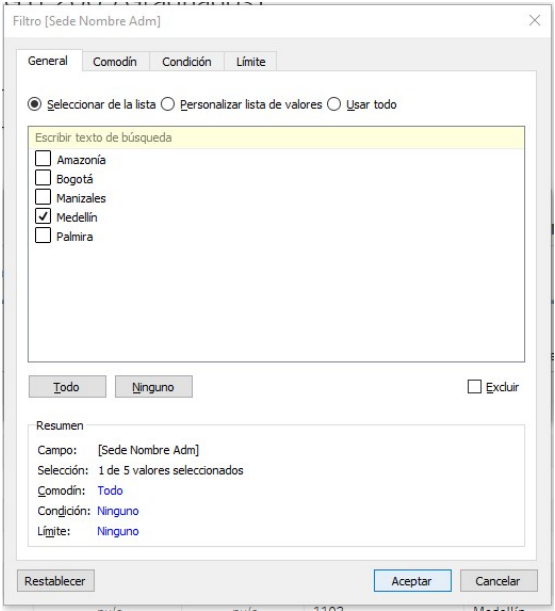 Filtro [Sede Nombre Adm]
General Comodín Condición Límite
Seleccionar de la lista Personalizar lista de valores Usar todo
Escribir texto de búsqueda
Amazonía
Bogotá
Manizales
Medellín
Palmira
Todo Ninguno Excluir
Resumen
Campo: [Sede Nombre Adm]
Selección: 1 de 5 valores seleccionados
Comodín: Todo
Condición: Ninguno
Límite: Ninguno
Restablecer Aceptar Cancelar
1102 Medellín